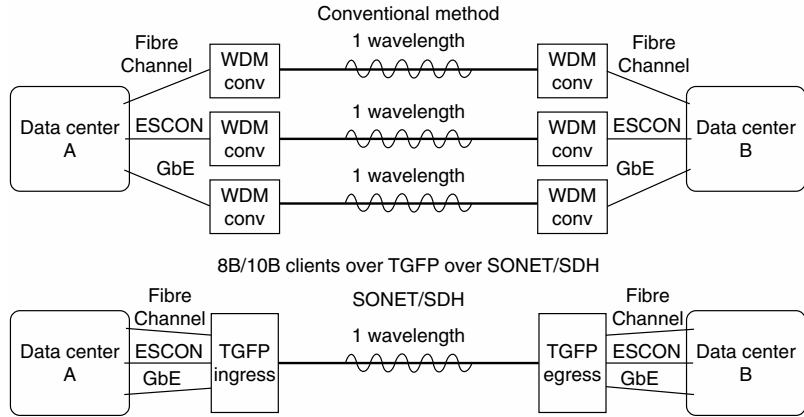 Conventional method
Fibre
Channel
WDM
conv
1 wavelength
WDM
conv
Fibre
Channel
Data center
A
ESCON
WDM
conv
1 wavelength
WDM
conv
ESCON
Data center
B
GbE
WDM
conv
1 wavelength
WDM
conv
GbE
8B/10B clients over TGFP over SONET/SDH
Fibre
Channel
SONET/SDH
Fibre
Channel
Data center
A
ESCON
GbE
TGFP
ingress
1 wavelength
TGFP
egress
ESCON
GbE
Data center
B